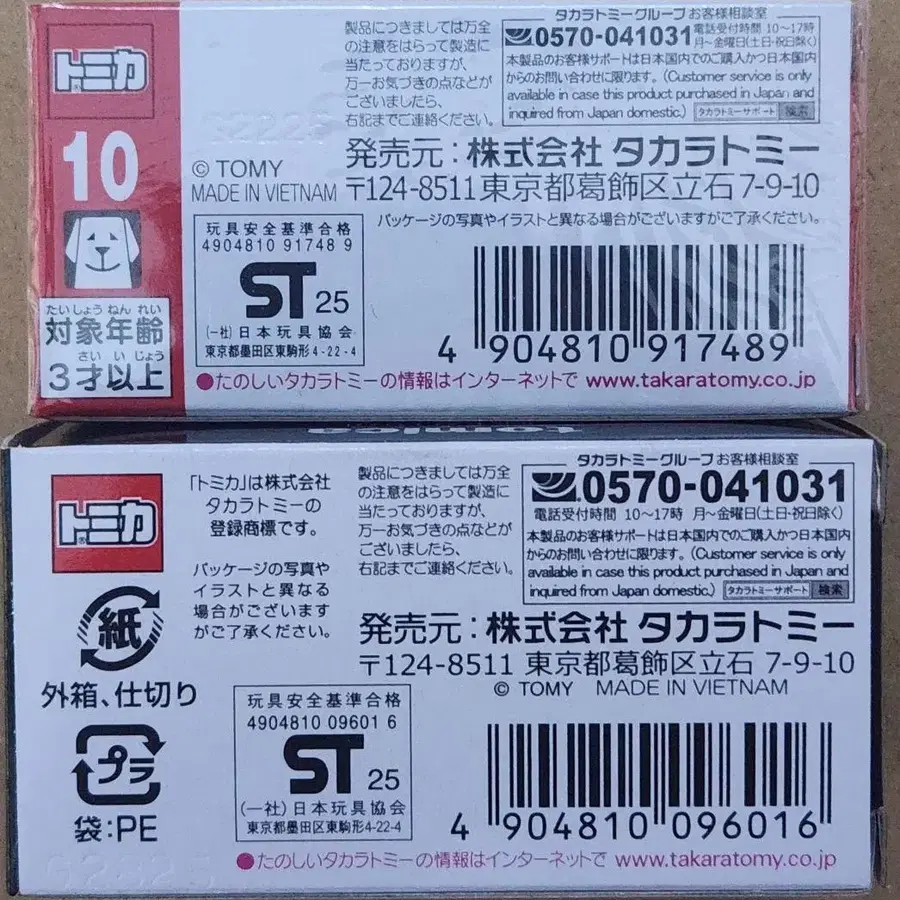 トミカ
10
たいしょう ねん れい
対象年齢
さい い じょう
3才以上
製品につきましては万全
の注意をはらって製造に
当たっておりますが、
万一お気づきの点などが
ございましたら、
右記までご連絡ください。
タカラトミーグループ お客様相談室
0570-041031 電話受付時間 10〜17時
月〜金曜日(土日・祝日除く)
本製品のお客様サポートは日本国内でのご購入かつ日本国内
からのお問い合わせに限ります。(Customer service is only
available in case this product purchased in Japan and
inquired from Japan domestic.) タカラトミーサポート 検索
© TOMY
MADE IN VIETNAM
発売元：株式会社 タカラトミー
〒124-8511 東京都葛飾区立石 7-9-10
パッケージの写真やイラストと異なる場合がございますがご了承ください。
玩具安全基準合格
4904810 91748 9
ST 25
(一社)日本玩具協会
東京都墨田区東駒形4-22-4
4 904810 917489
●たのしいタカラトミーの情報はインターネットで www.takaratomy.co.jp
tomica
トミカ
「トミカ」は株式会社
タカラトミーの
登録商標です。
パッケージの写真や
イラストと異なる
場合がございます
がご了承ください。
製品につきましては万全
の注意をはらって製造に
当たっておりますが、
万一お気づきの点などが
ございましたら、
右記までご連絡ください。
タカラトミーグループ お客様相談室
0570-041031
電話受付時間 10〜17時 月〜金曜日(土日・祝日除く)
本製品のお客様サポートは日本国内でのご購入かつ日本国内
からのお問い合わせに限ります。(Customer service is only
available in case this product purchased in Japan and
inquired from Japan domestic.) タカラトミーサポート 検索
発売元：株式会社 タカラトミー
〒124-8511 東京都葛飾区立石 7-9-10
© TOMY MADE IN VIETNAM
紙
外箱、仕切り
プラ
袋：PE
玩具安全基準合格
4904810 09601 6
ST 25
(一社)日本玩具協会
東京都墨田区東駒形4-22-4
4 904810 096016
●たのしいタカラトミーの情報はインターネットで www.takaratomy.co.jp